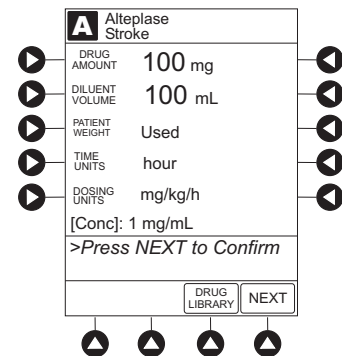 A Alteplase
Stroke
DRUG
AMOUNT 100 mg
DILUENT
VOLUME 100 mL
PATIENT
WEIGHT Used
TIME
UNITS hour
DOSING
UNITS mg/kg/h
[Conc]: 1 mg/mL
>Press NEXT to Confirm
DRUG
LIBRARY
NEXT